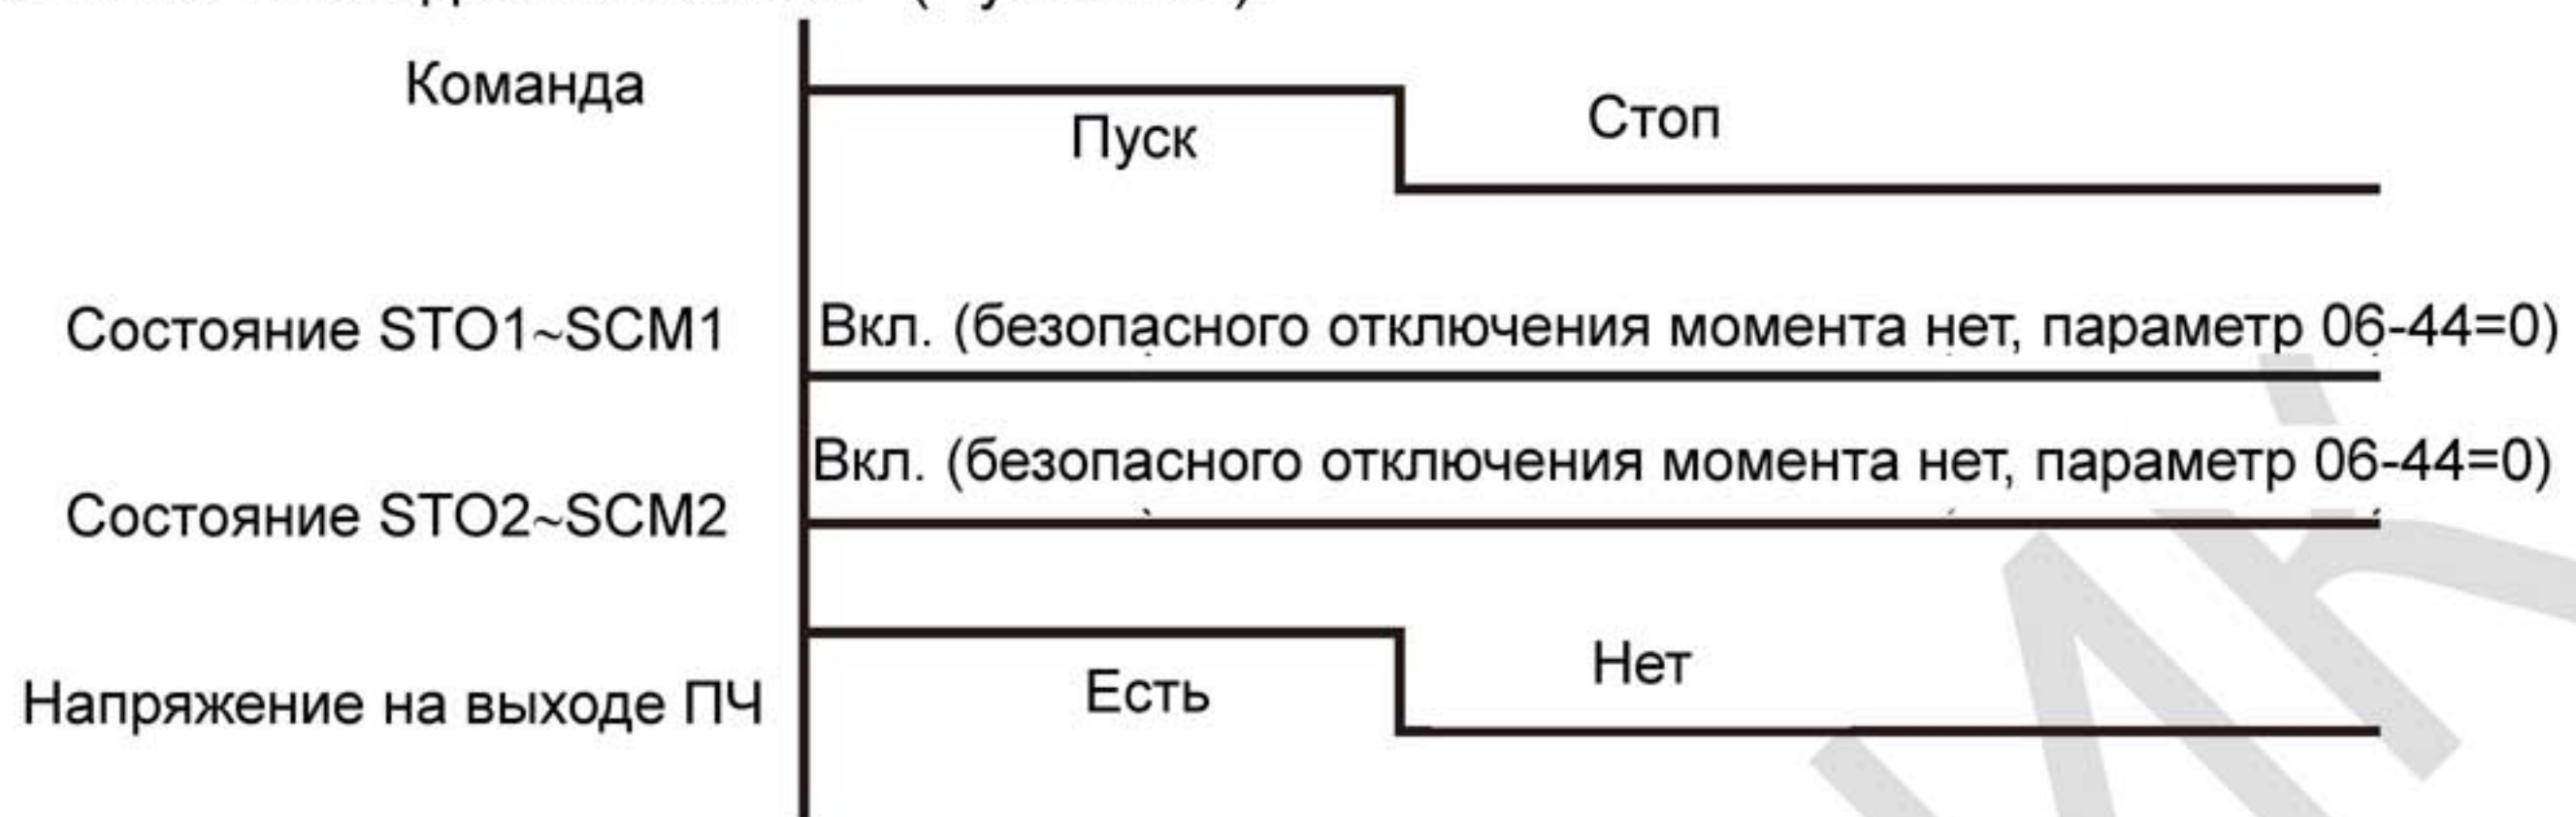 Команда
Пуск
Стоп
Состояние STO1~SCM1
Вкл. (безопасного отключения момента нет, параметр 06-44=0)
Вкл. (безопасного отключения момента нет, параметр 06-44=0)
Состояние STO2~SCM2
Напряжение на выходе ПЧ
Есть
Нет